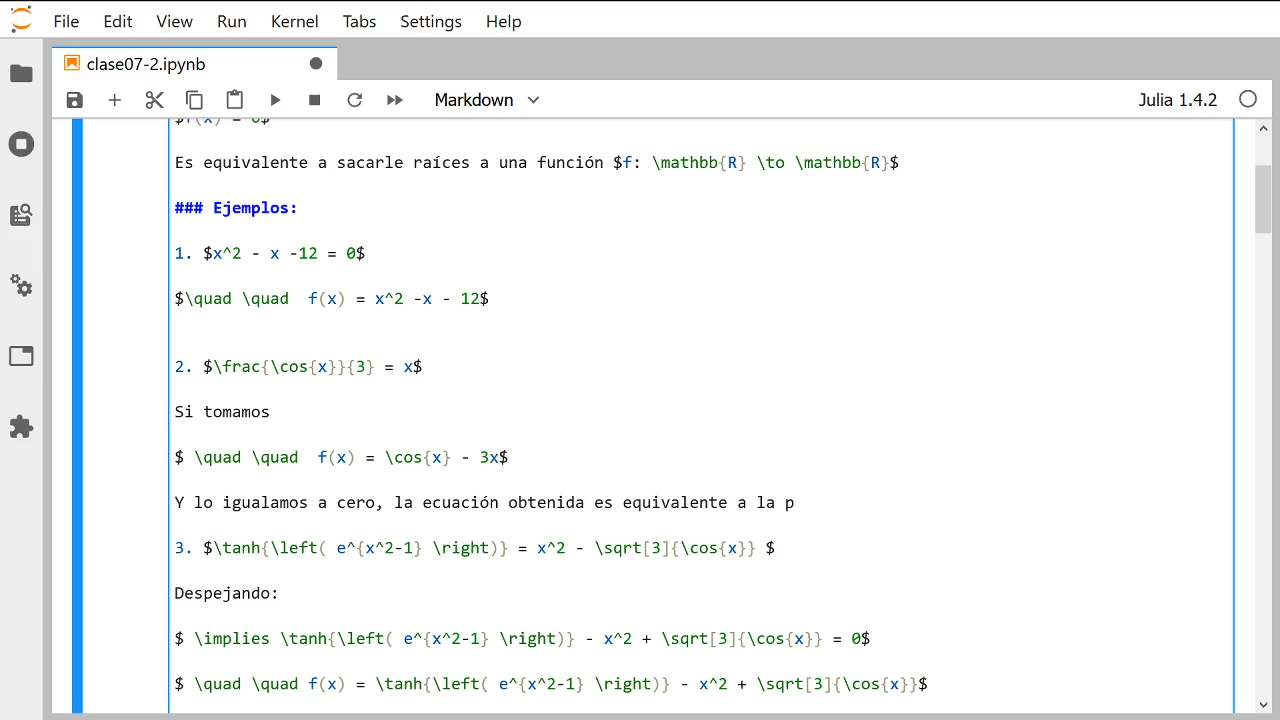 File Edit View Run Kernel Tabs Settings Help
clase07-2.ipynb
Markdown
Julia 1.4.2
$f(x) = 0$
Es equivalente a sacarle raíces a una función $f: \mathbb{R} \to \mathbb{R}$
### Ejemplos:
1. $x^2 - x -12 = 0$
$\quad \quad  f(x) = x^2 -x - 12$
2. $\frac{\cos{x}}{3} = x$
Si tomamos
$ \quad \quad  f(x) = \cos{x} - 3x$
Y lo igualamos a cero, la ecuación obtenida es equivalente a la p
3. $\tanh{\left( e^{x^2-1} \right)} = x^2 - \sqrt[3]{\cos{x}} $
Despejando:
$ \implies \tanh{\left( e^{x^2-1} \right)} - x^2 + \sqrt[3]{\cos{x}} = 0$
$ \quad \quad f(x) = \tanh{\left( e^{x^2-1} \right)} - x^2 + \sqrt[3]{\cos{x}}$